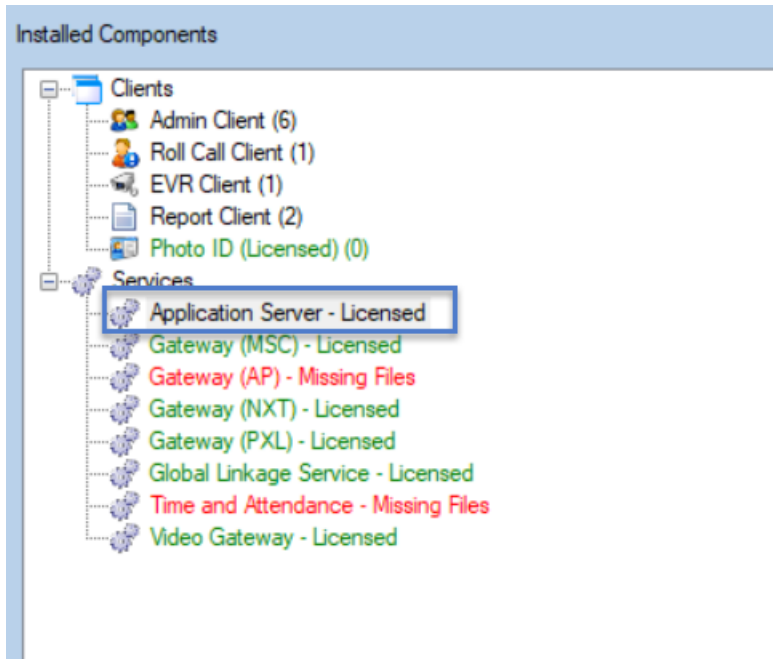 Installed Components
Clients
Admin Client (6)
Roll Call Client (1)
EVR Client (1)
Report Client (2)
Photo ID (Licensed) (0)
Services
Application Server - Licensed
Gateway (MSC) - Licensed
Gateway (AP) - Missing Files
Gateway (NXT) - Licensed
Gateway (PXL) - Licensed
Global Linkage Service - Licensed
Time and Attendance - Missing Files
Video Gateway - Licensed